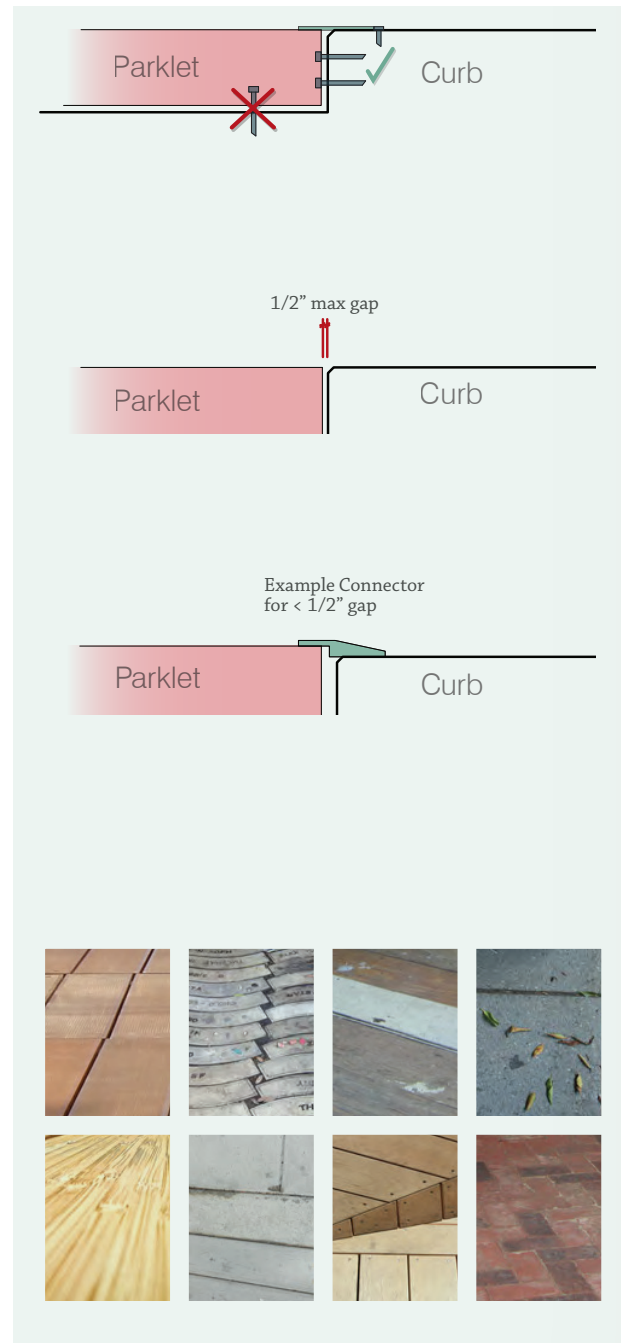 Parklet
Curb
1/2” max gap
Parklet
Curb
Example Connector
for < 1/2” gap
Parklet
Curb